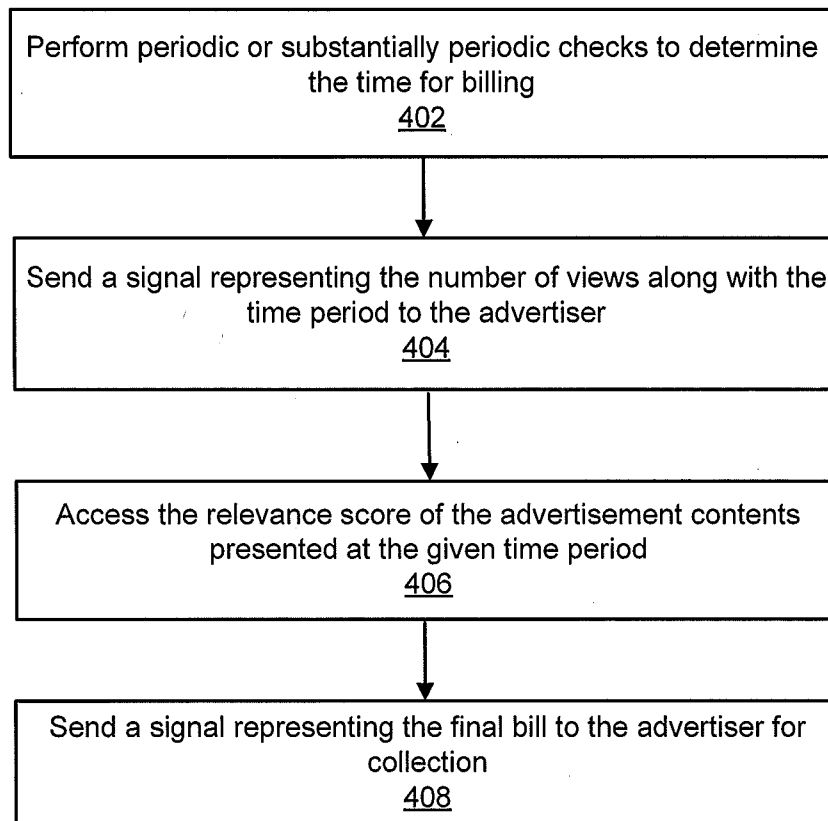 Perform periodic or substantially periodic checks to determine
the time for billing
402
Send a signal representing the number of views along with the
time period to the advertiser
404
Access the relevance score of the advertisement contents
presented at the given time period
406
Send a signal representing the final bill to the advertiser for
collection
408